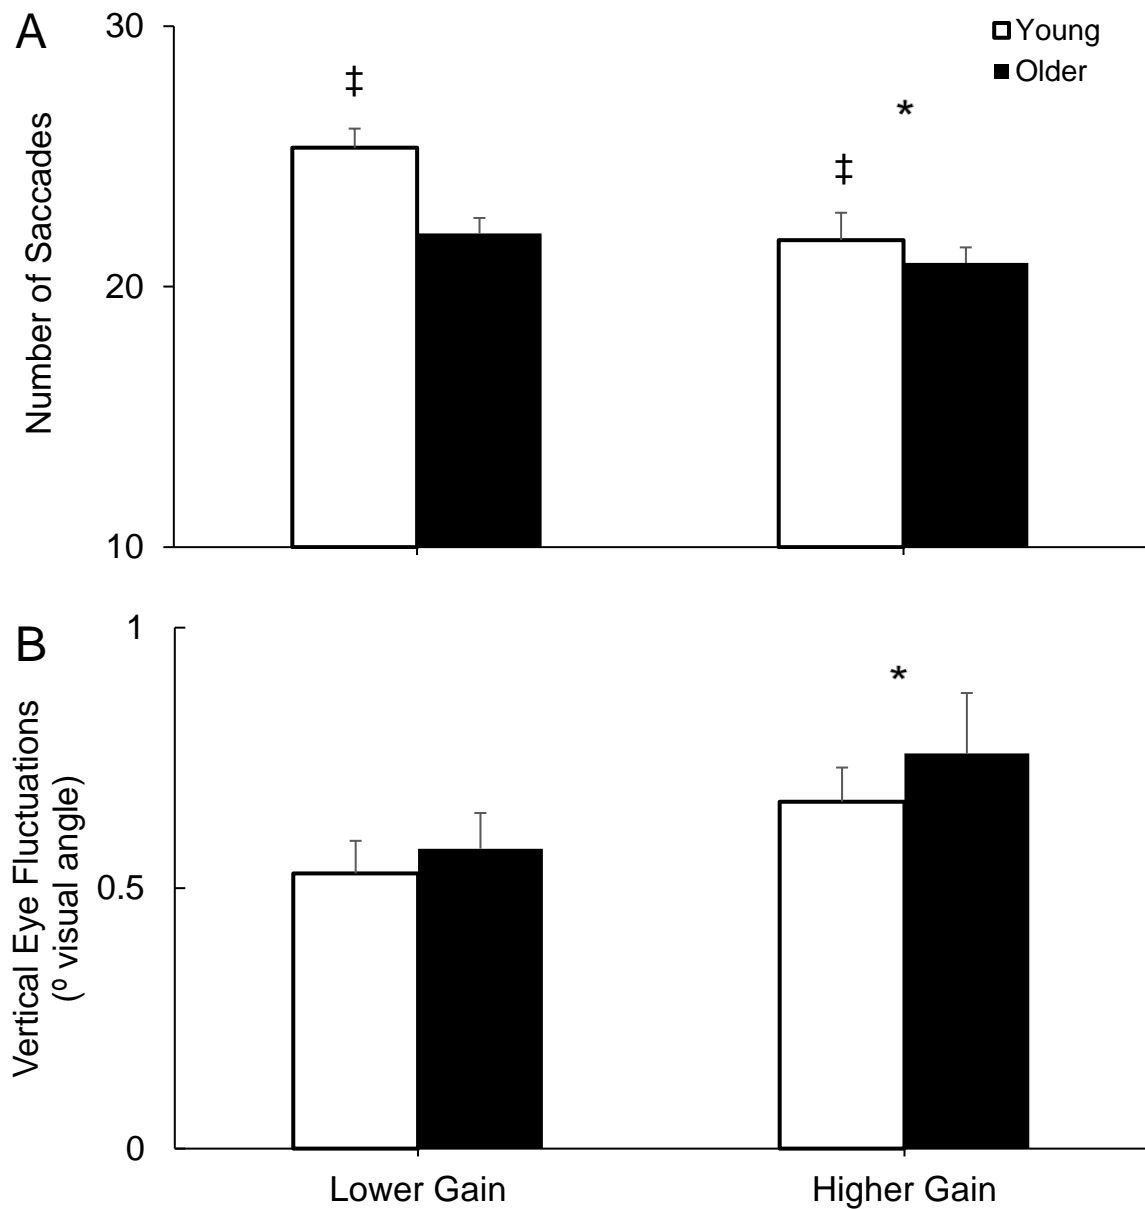 A
30
Young
Older
‡
*
‡
Number of Saccades
20
10
B
1
*
Vertical Eye Fluctuations
(º visual angle)
0.5
0
Lower Gain
Higher Gain